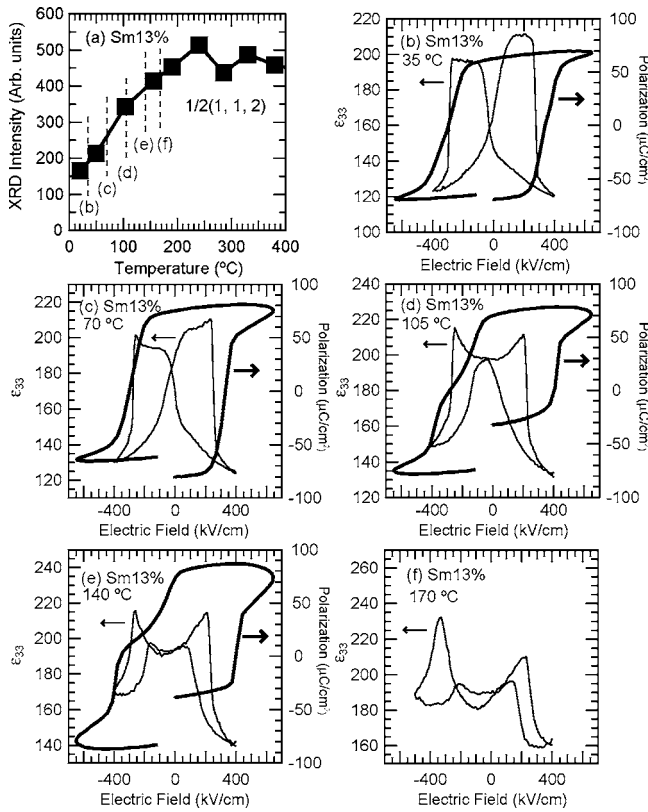 (a) Sm13%
XRD Intensity (Arb. units)
600
500
400
300
200
100
0
1/2(1, 1, 2)
(b)
(c)
(d)
(e)
(f)
0 100 200 300 400
Temperature (ºC)
(b) Sm13%
35 ºC
ε33
220
200
180
160
140
120
100
100
50
0
-50
-100
Polarization (μC/cm²)
-400 0 400
Electric Field (kV/cm)
(c) Sm13%
70 ºC
ε33
220
200
180
160
140
120
100
50
0
-50
-100
Polarization (μC/cm²)
-400 0 400
Electric Field (kV/cm)
(d) Sm13%
105 ºC
ε33
240
220
200
180
160
140
120
100
50
0
-50
-100
Polarization (μC/cm²)
-400 0 400
Electric Field (kV/cm)
(e) Sm13%
140 ºC
ε33
240
220
200
180
160
140
100
50
0
-50
-100
Polarization (μC/cm²)
-400 0 400
Electric Field (kV/cm)
(f) Sm13%
170 ºC
ε33
260
240
220
200
180
160
-400 0 400
Electric Field (kV/cm)